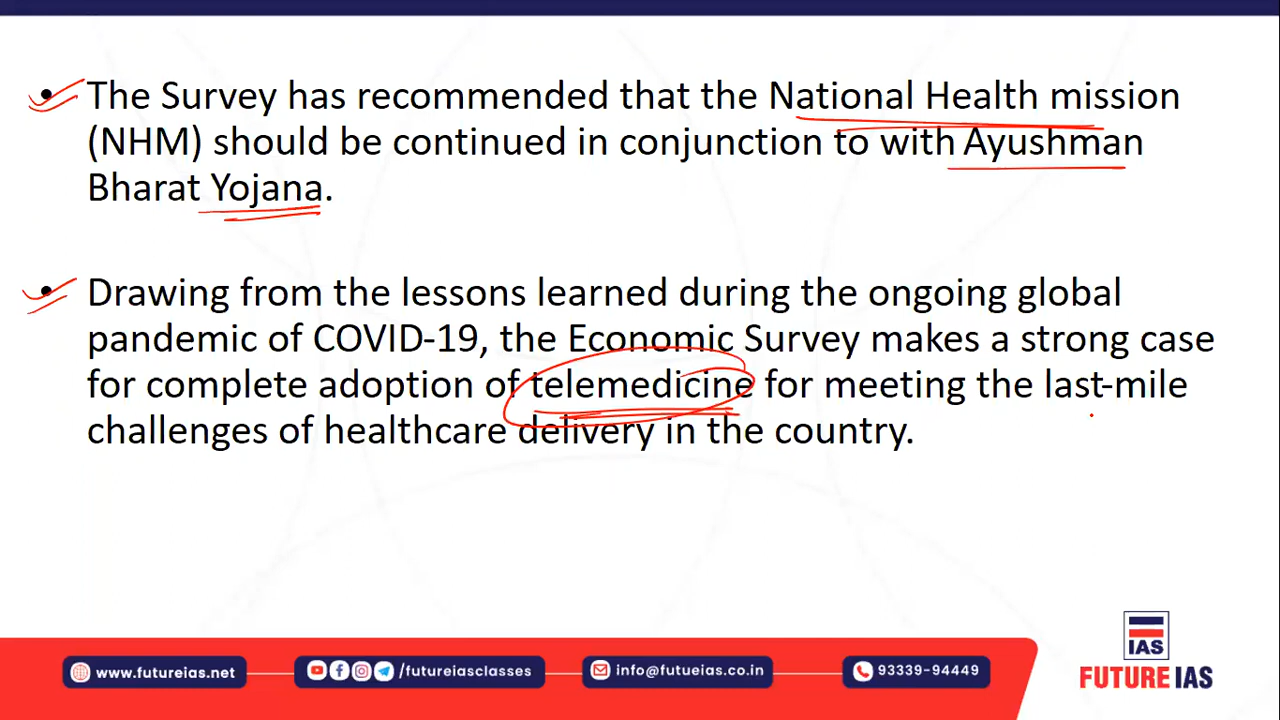 • The Survey has recommended that the National Health mission
(NHM) should be continued in conjunction to with Ayushman
Bharat Yojana.
• Drawing from the lessons learned during the ongoing global
pandemic of COVID-19, the Economic Survey makes a strong case
for complete adoption of telemedicine for meeting the last-mile
challenges of healthcare delivery in the country.
IAS
FUTURE IAS
www.futureias.net
/futureiasclasses
info@futueias.co.in
93339-94449